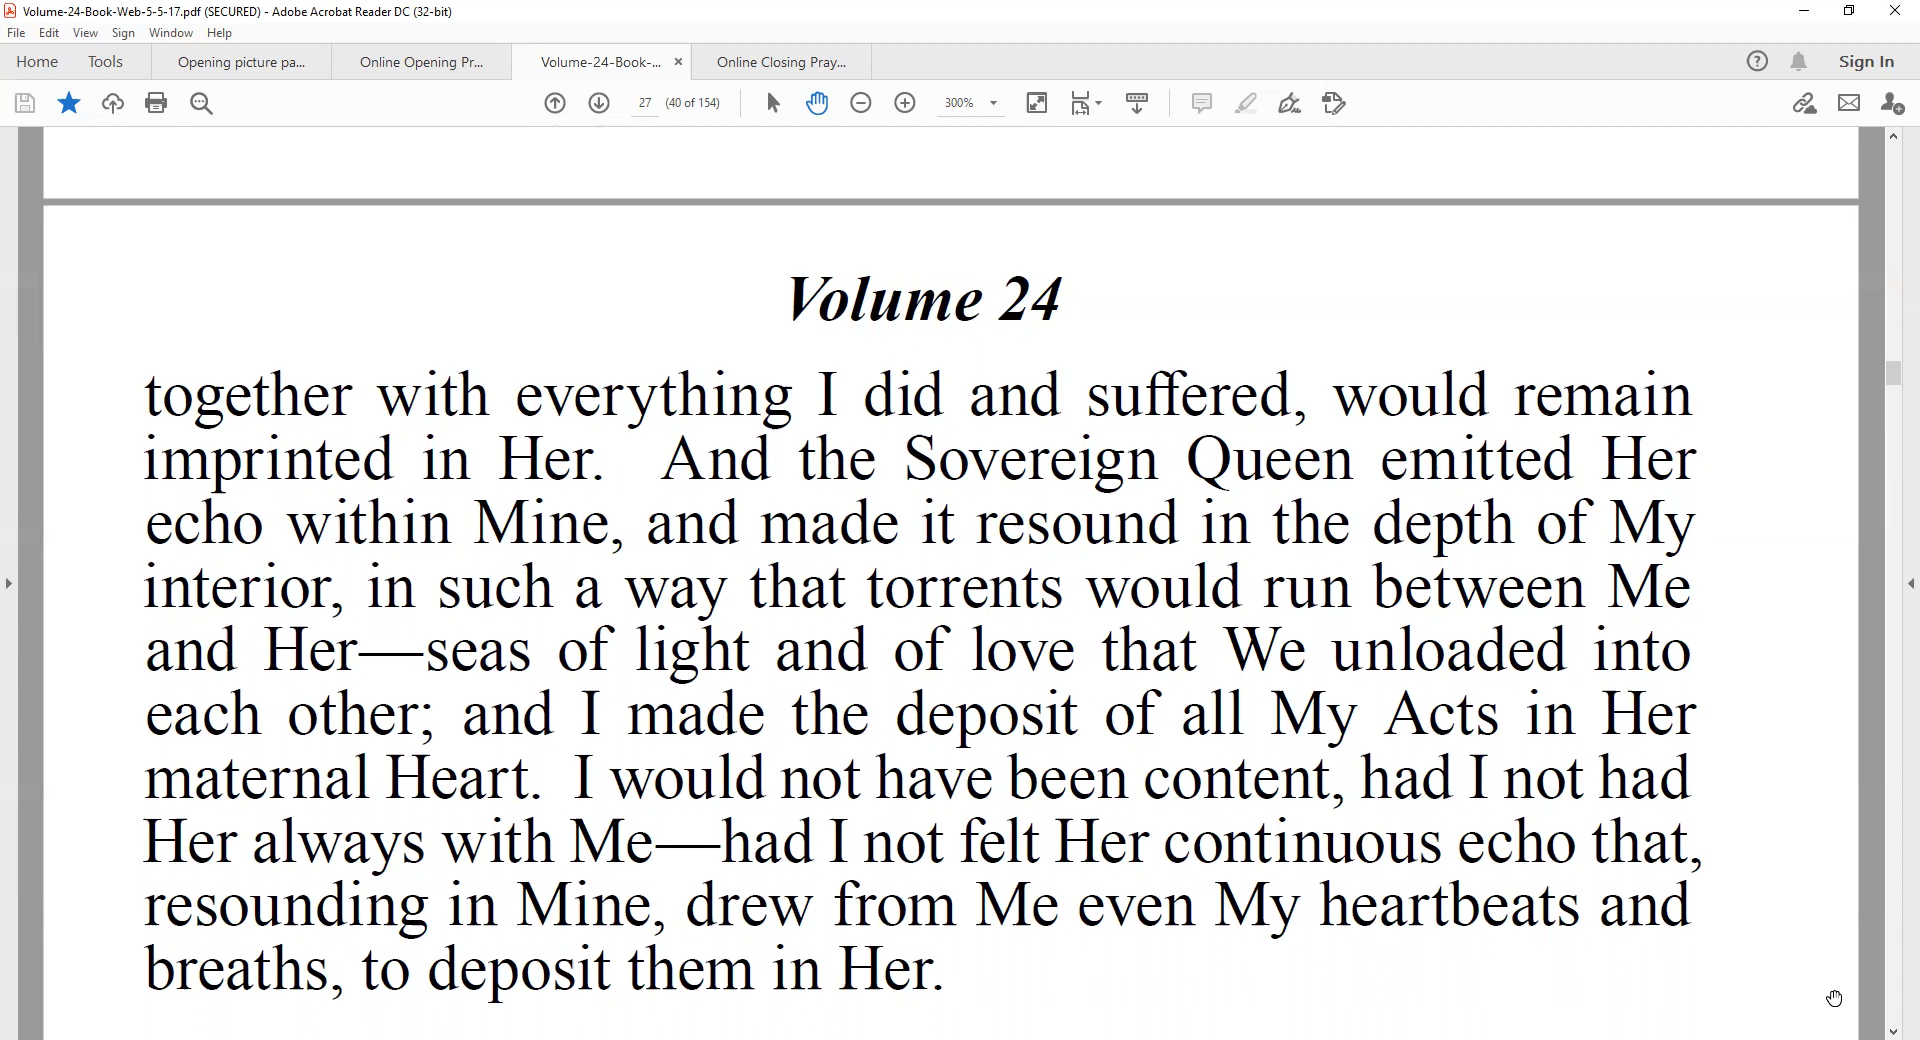 Volume-24-Book-Web-5-5-17.pdf (SECURED) - Adobe Acrobat Reader DC (32-bit)
File Edit View Sign Window Help
Home Tools Opening picture pa... Online Opening Pr... Volume-24-Book-... × Online Closing Pray... Sign In
27 (40 of 154) 300%
Volume 24
together with everything I did and suffered, would remain
imprinted in Her. And the Sovereign Queen emitted Her
echo within Mine, and made it resound in the depth of My
interior, in such a way that torrents would run between Me
and Her—seas of light and of love that We unloaded into
each other; and I made the deposit of all My Acts in Her
maternal Heart. I would not have been content, had I not had
Her always with Me—had I not felt Her continuous echo that,
resounding in Mine, drew from Me even My heartbeats and
breaths, to deposit them in Her.